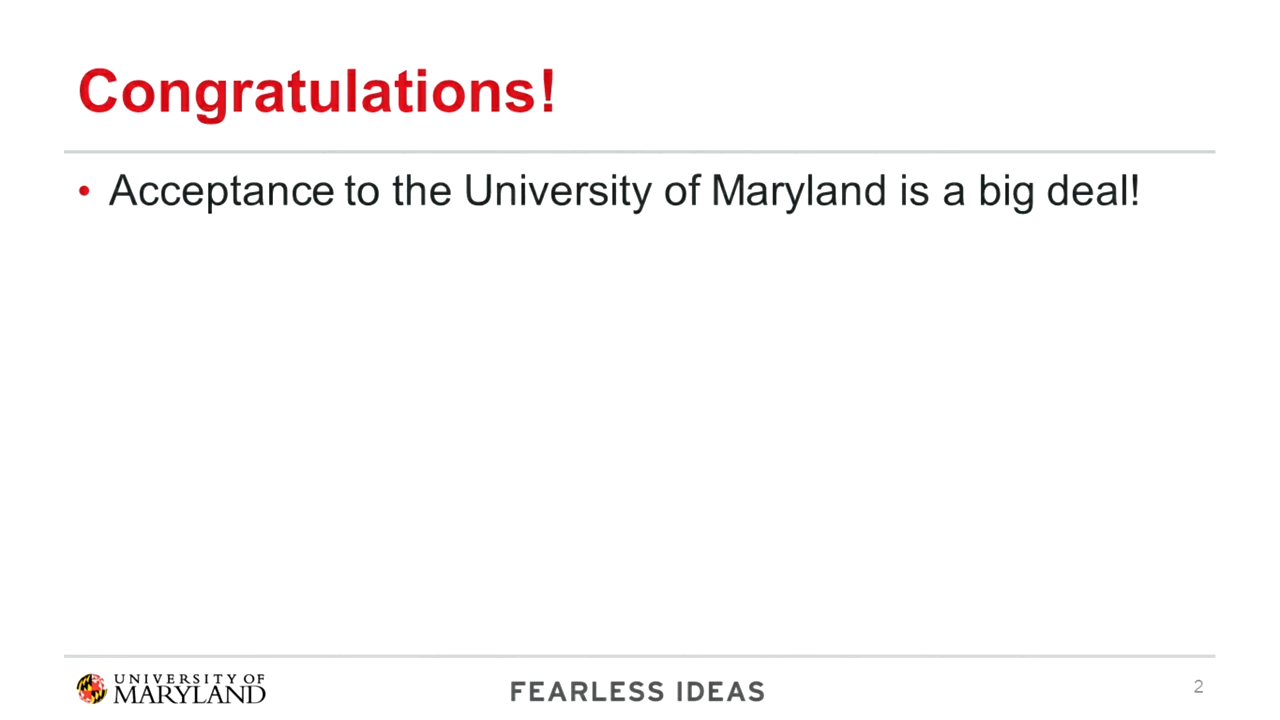 Congratulations!
• Acceptance to the University of Maryland is a big deal!
UNIVERSITY OF
MARYLAND
FEARLESS IDEAS
2